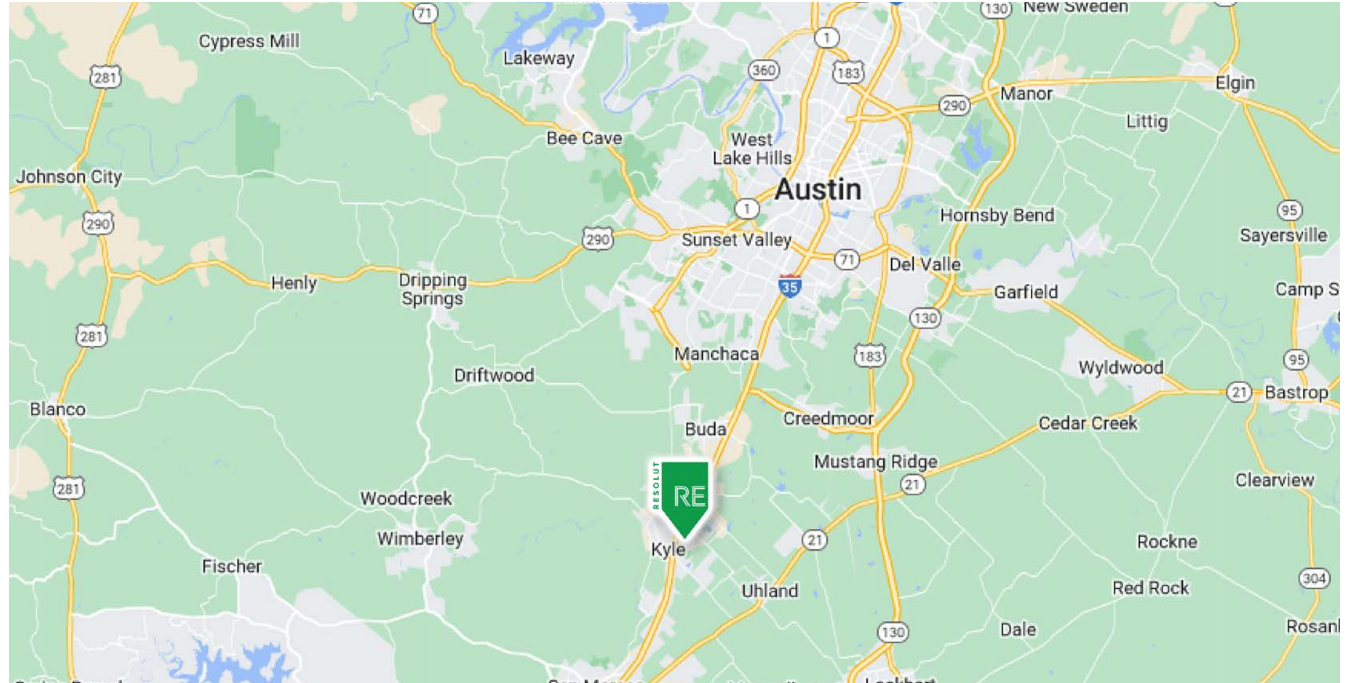 71
130
New Sweden
Cypress Mill
1
Lakeway
281
360
183
Elgin
Manor
290
Littig
Bee Cave
West
Lake Hills
Johnson City
Austin
1
95
290
Hornsby Bend
290
Sunset Valley
Sayersville
71
Del Valle
Henly
Dripping
Springs
35
Garfield
Camp S
130
281
Manchaca
183
95
Wyldwood
Driftwood
21
Bastrop
Blanco
Creedmoor
Cedar Creek
Buda
Mustang Ridge
RESOLUT
RE
21
Clearview
281
Woodcreek
Wimberley
21
Rockne
Kyle
Fischer
Uhland
304
Red Rock
130
Dale
Rosanl